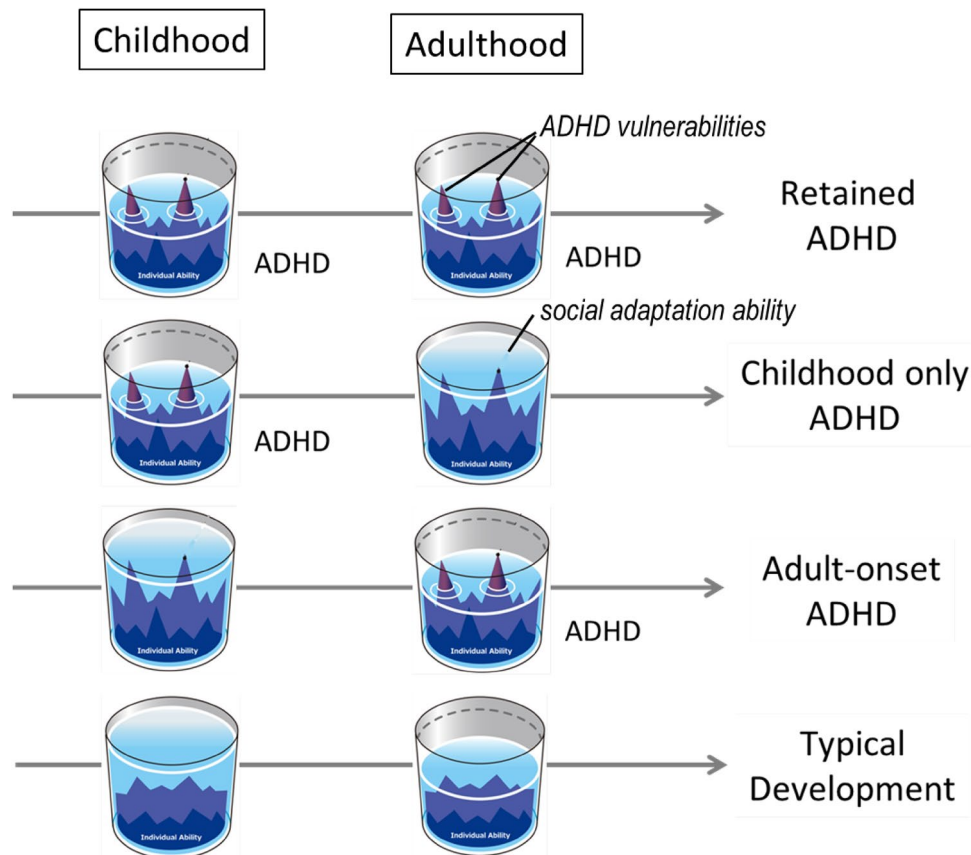 Childhood
Adulthood
ADHD vulnerabilities
Individual Ability
ADHD
Individual Ability
ADHD
Retained
ADHD
social adaptation ability
Individual Ability
ADHD
Individual Ability
Childhood only
ADHD
Individual Ability
Individual Ability
ADHD
Adult-onset
ADHD
Individual Ability
Individual Ability
Typical
Development